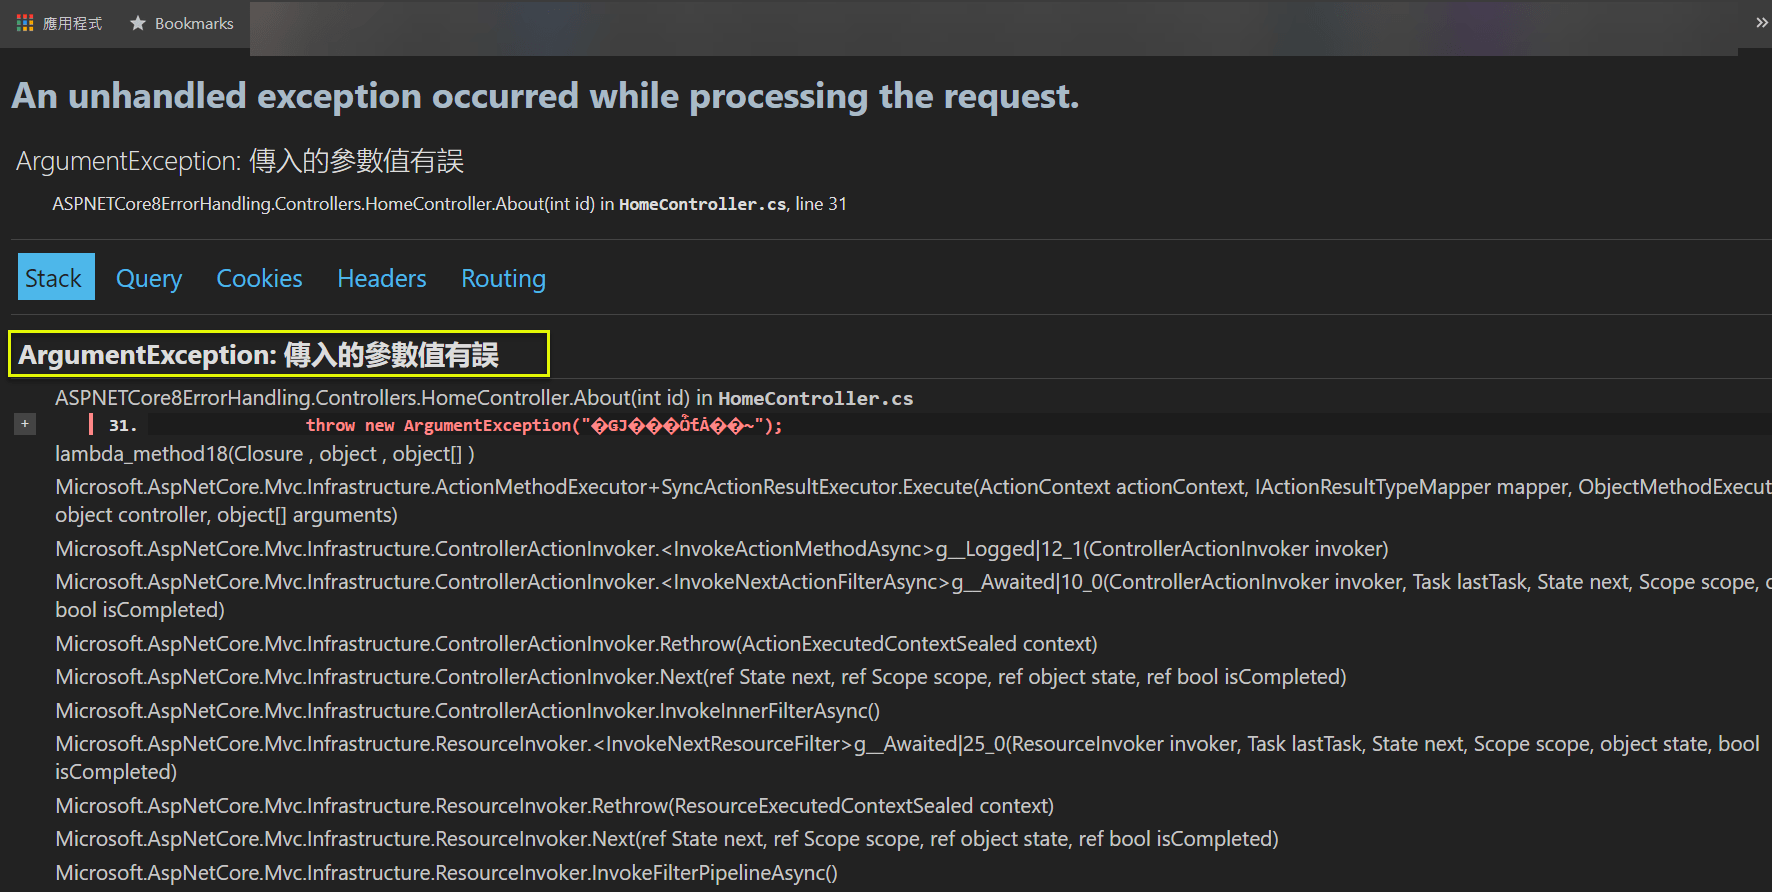 應用程式 Bookmarks »
An unhandled exception occurred while processing the request.
ArgumentException: 傳入的參數值有誤
ASPNETCore8ErrorHandling.Controllers.HomeController.About(int id) in HomeController.cs, line 31
Stack Query Cookies Headers Routing
ArgumentException: 傳入的參數值有誤
ASPNETCore8ErrorHandling.Controllers.HomeController.About(int id) in HomeController.cs
+ 31. throw new ArgumentException("
lambda_method18(Closure , object , object[] )
Microsoft.AspNetCore.Mvc.Infrastructure.ActionMethodExecutor+SyncActionResultExecutor.Execute(ActionContext actionContext, IActionResultTypeMapper mapper, ObjectMethodExecut
object controller, object[] arguments)
Microsoft.AspNetCore.Mvc.Infrastructure.ControllerActionInvoker.<InvokeActionMethodAsync>g__Logged|12_1(ControllerActionInvoker invoker)
Microsoft.AspNetCore.Mvc.Infrastructure.ControllerActionInvoker.<InvokeNextActionFilterAsync>g__Awaited|10_0(ControllerActionInvoker invoker, Task lastTask, State next, Scope scope,
bool isCompleted)
Microsoft.AspNetCore.Mvc.Infrastructure.ControllerActionInvoker.Rethrow(ActionExecutedContextSealed context)
Microsoft.AspNetCore.Mvc.Infrastructure.ControllerActionInvoker.Next(ref State next, ref Scope scope, ref object state, ref bool isCompleted)
Microsoft.AspNetCore.Mvc.Infrastructure.ControllerActionInvoker.InvokeInnerFilterAsync()
Microsoft.AspNetCore.Mvc.Infrastructure.ResourceInvoker.<InvokeNextResourceFilter>g__Awaited|25_0(ResourceInvoker invoker, Task lastTask, State next, Scope scope, object state, bool
isCompleted)
Microsoft.AspNetCore.Mvc.Infrastructure.ResourceInvoker.Rethrow(ResourceExecutedContextSealed context)
Microsoft.AspNetCore.Mvc.Infrastructure.ResourceInvoker.Next(ref State next, ref Scope scope, ref object state, ref bool isCompleted)
Microsoft.AspNetCore.Mvc.Infrastructure.ResourceInvoker.InvokeFilterPipelineAsync()